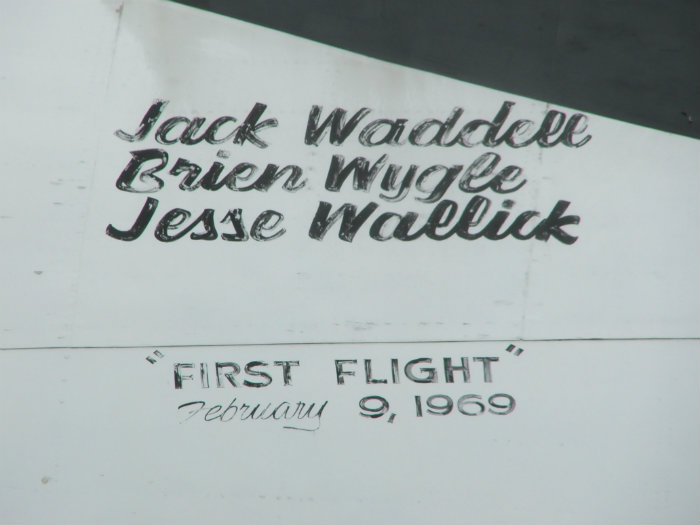 Jack Waddell
Brien Wygle
Jesse Wallick
"FIRST FLIGHT"
February 9, 1969